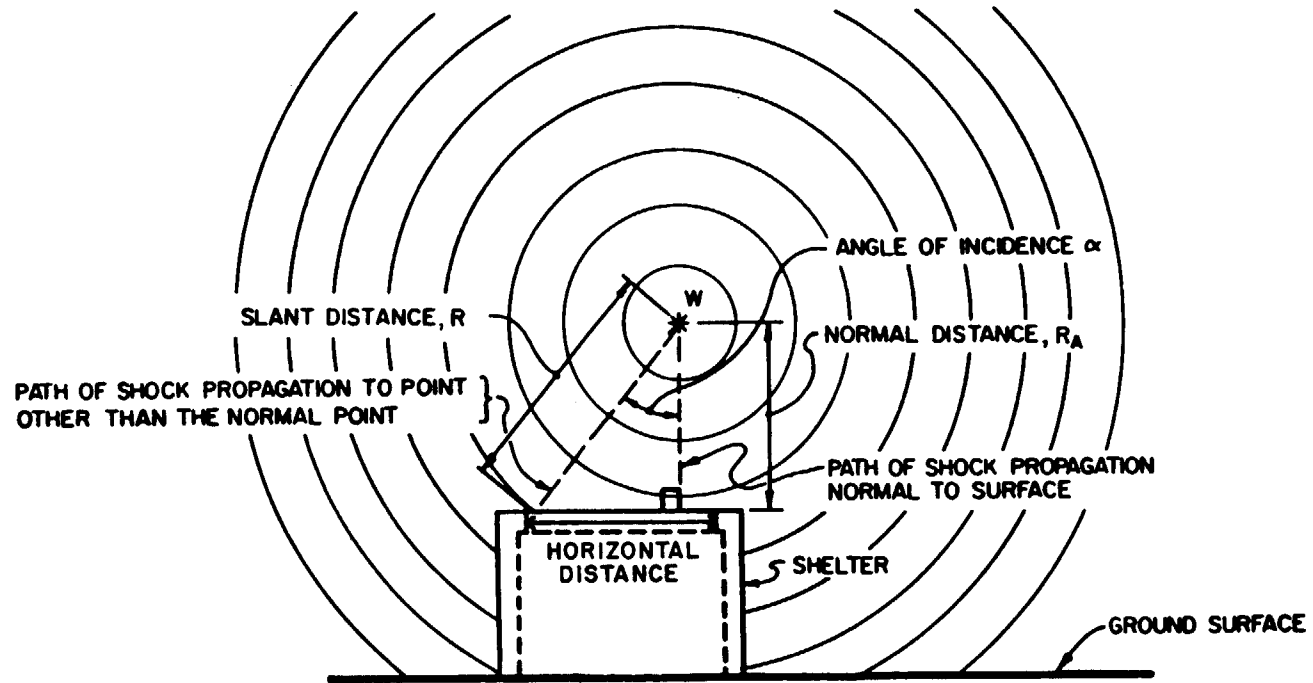 ANGLE OF INCIDENCE α
W
SLANT DISTANCE, R
NORMAL DISTANCE, RA
PATH OF SHOCK PROPAGATION TO POINT
OTHER THAN THE NORMAL POINT
PATH OF SHOCK PROPAGATION
NORMAL TO SURFACE
HORIZONTAL
DISTANCE
SHELTER
GROUND SURFACE